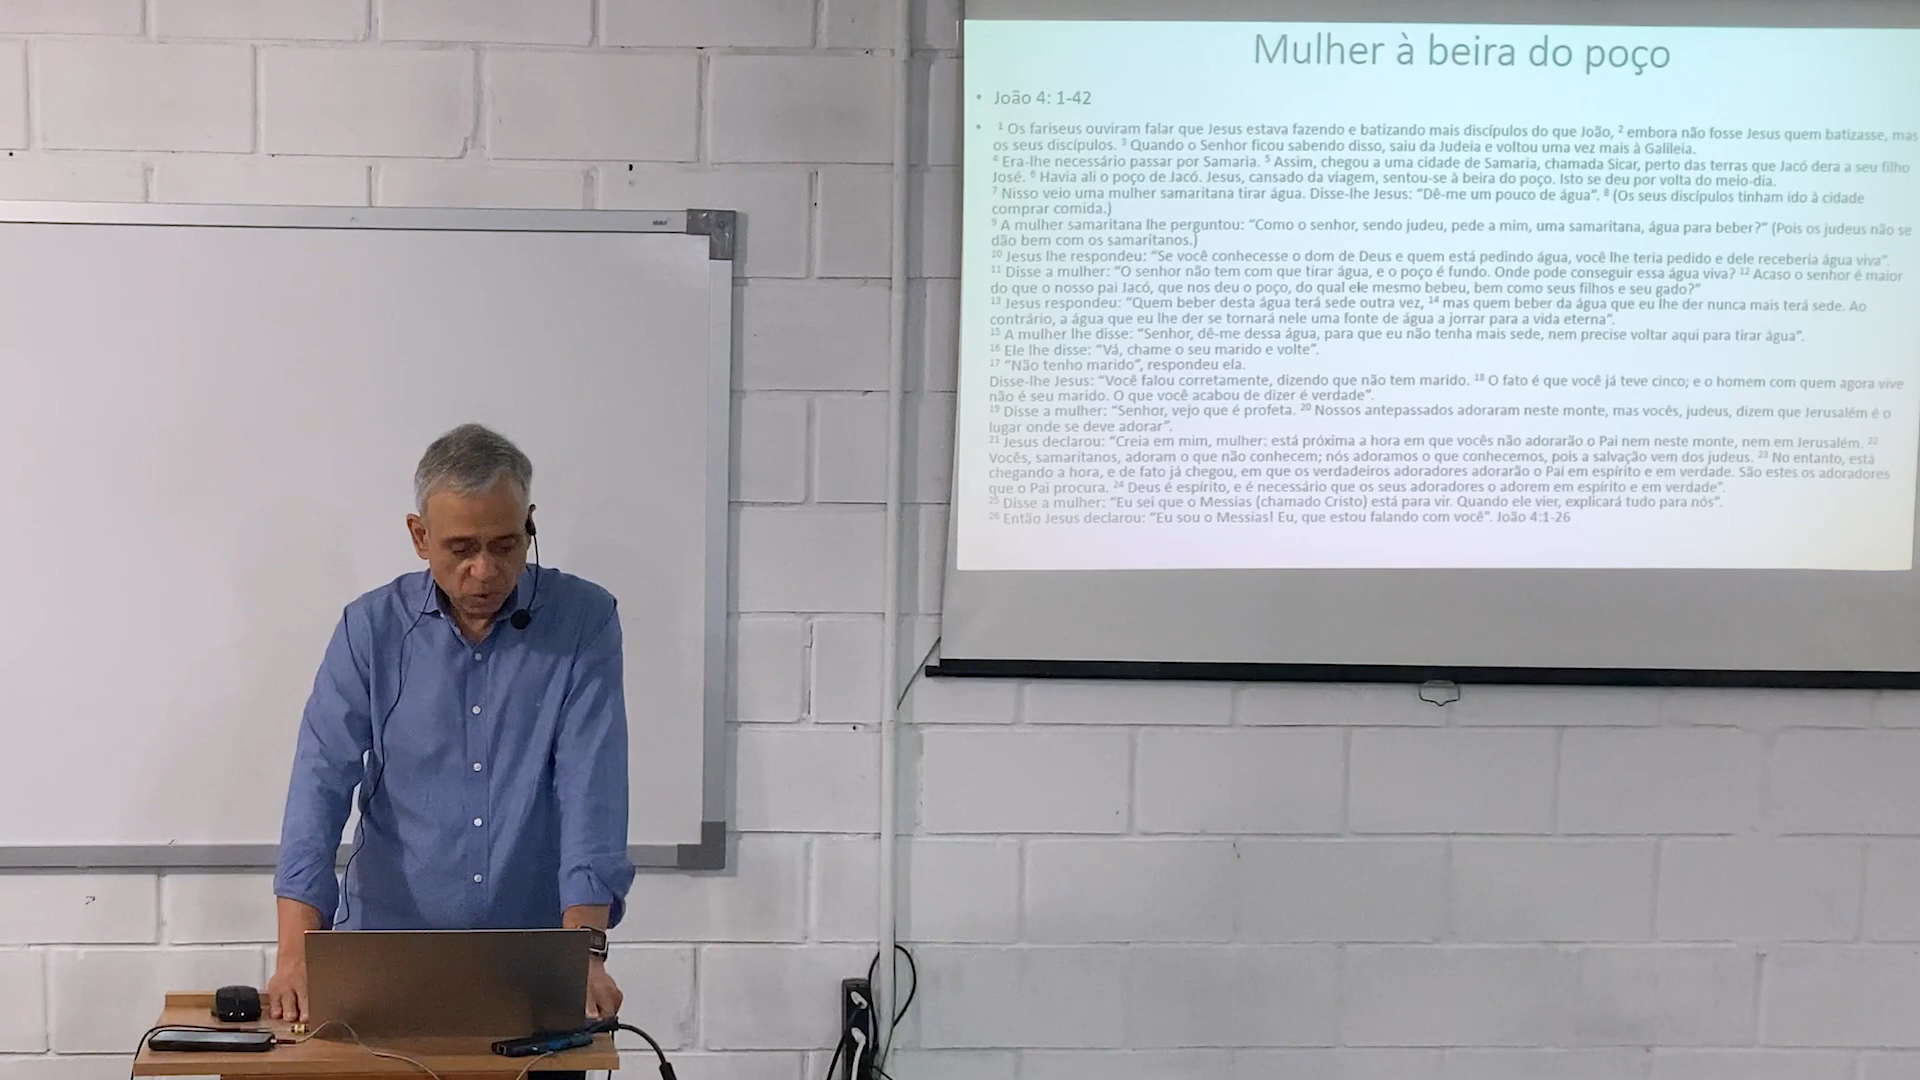 Mulher à beira do poço
• João 4: 1-42
• ¹ Os fariseus ouviram falar que Jesus estava fazendo e batizando mais discípulos do que João, ² embora não fosse Jesus quem batizasse, mas
os seus discípulos. ³ Quando o Senhor ficou sabendo disso, saiu da Judeia e voltou uma vez mais à Galileia.
⁴ Era-lhe necessário passar por Samaria. ⁵ Assim, chegou a uma cidade de Samaria, chamada Sicar, perto das terras que Jacó dera a seu filho
José. ⁶ Havia ali o poço de Jacó. Jesus, cansado da viagem, sentou-se à beira do poço. Isto se deu por volta do meio-dia.
⁷ Nisso veio uma mulher samaritana tirar água. Disse-lhe Jesus: “Dê-me um pouco de água”. ⁸ (Os seus discípulos tinham ido à cidade
comprar comida.)
⁹ A mulher samaritana lhe perguntou: “Como o senhor, sendo judeu, pede a mim, uma samaritana, água para beber?” (Pois os judeus não se
dão bem com os samaritanos.)
¹⁰ Jesus lhe respondeu: “Se você conhecesse o dom de Deus e quem está pedindo água, você lhe teria pedido e dele receberia água viva”.
¹¹ Disse a mulher: “O senhor não tem com que tirar água, e o poço é fundo. Onde pode conseguir essa água viva? ¹² Acaso o senhor é maior
do que o nosso pai Jacó, que nos deu o poço, do qual ele mesmo bebeu, bem como seus filhos e seu gado?”
¹³ Jesus respondeu: “Quem beber desta água terá sede outra vez, ¹⁴ mas quem beber da água que eu lhe der nunca mais terá sede. Ao
contrário, a água que eu lhe der se tornará nele uma fonte de água a jorrar para a vida eterna”.
¹⁵ A mulher lhe disse: “Senhor, dê-me dessa água, para que eu não tenha mais sede, nem precise voltar aqui para tirar água”.
¹⁶ Ele lhe disse: “Vá, chame o seu marido e volte”.
¹⁷ “Não tenho marido”, respondeu ela.
Disse-lhe Jesus: “Você falou corretamente, dizendo que não tem marido. ¹⁸ O fato é que você já teve cinco; e o homem com quem agora vive
não é seu marido. O que você acabou de dizer é verdade”.
¹⁹ Disse a mulher: “Senhor, vejo que é profeta. ²⁰ Nossos antepassados adoraram neste monte, mas vocês, judeus, dizem que Jerusalém é o
lugar onde se deve adorar”.
²¹ Jesus declarou: “Creia em mim, mulher: está próxima a hora em que vocês não adorarão o Pai nem neste monte, nem em Jerusalém. ²²
Vocês, samaritanos, adoram o que não conhecem; nós adoramos o que conhecemos, pois a salvação vem dos judeus. ²³ No entanto, está
chegando a hora, e de fato já chegou, em que os verdadeiros adoradores adorarão o Pai em espírito e em verdade. São estes os adoradores
que o Pai procura. ²⁴ Deus é espírito, e é necessário que os seus adoradores o adorem em espírito e em verdade”.
²⁵ Disse a mulher: “Eu sei que o Messias (chamado Cristo) está para vir. Quando ele vier, explicará tudo para nós”.
²⁶ Então Jesus declarou: “Eu sou o Messias! Eu, que estou falando com você”. João 4:1-26